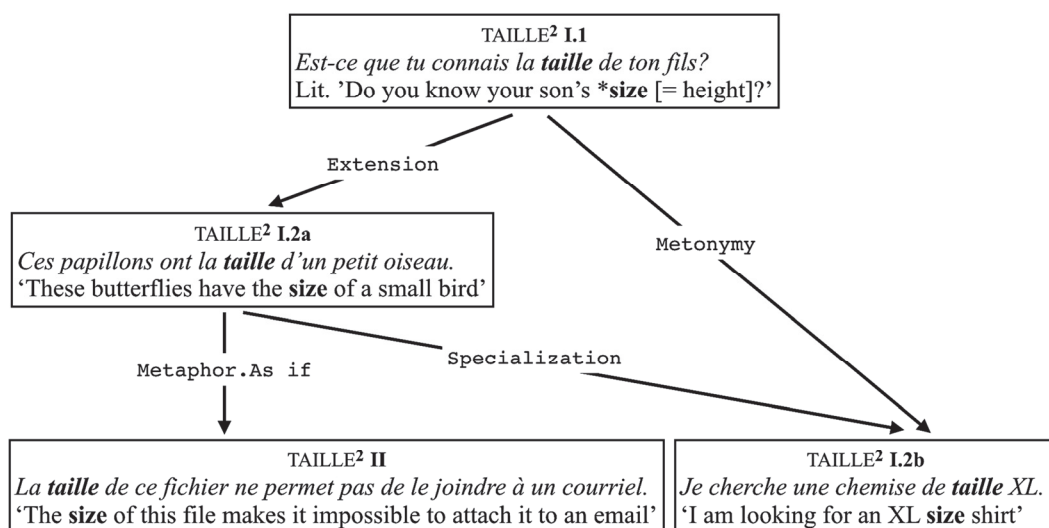 TAILLE² I.1
Est-ce que tu connais la taille de ton fils?
Lit. 'Do you know your son's *size [= height]?'
Extension
TAILLE² I.2a
Ces papillons ont la taille d'un petit oiseau.
‘These butterflies have the size of a small bird’
Metonymy
Specialization
Metaphor.As if
TAILLE² II
La taille de ce fichier ne permet pas de le joindre à un courriel.
‘The size of this file makes it impossible to attach it to an email’
TAILLE² I.2b
Je cherche une chemise de taille XL.
‘I am looking for an XL size shirt’